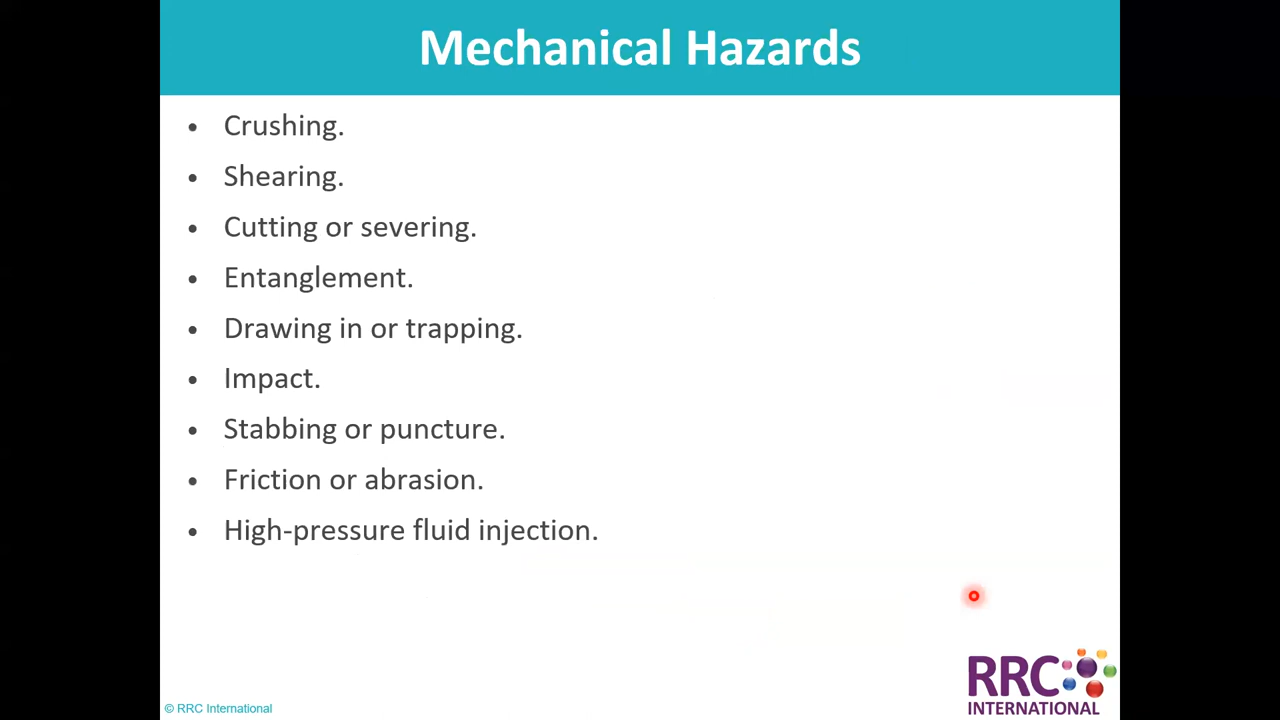 Mechanical Hazards
• Crushing.
• Shearing.
• Cutting or severing.
• Entanglement.
• Drawing in or trapping.
• Impact.
• Stabbing or puncture.
• Friction or abrasion.
• High-pressure fluid injection.
RRC
INTERNATIONAL
© RRC International